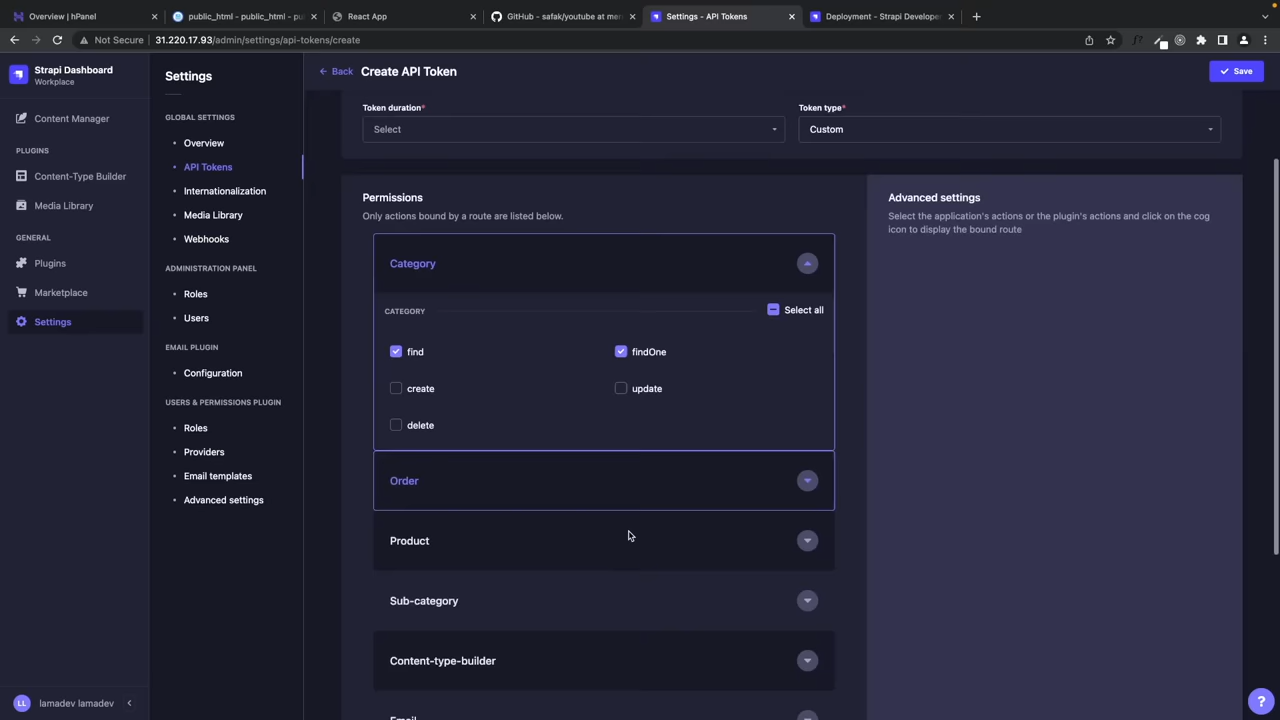 Overview | hPanel
public_html - public_html - pu
React App
GitHub - safak/youtube at mer
Settings - API Tokens
Deployment - Strapi Develope
Not Secure
31.220.17.93/admin/settings/api-tokens/create
Strapi Dashboard
Workplace
Content Manager
PLUGINS
Content-Type Builder
Media Library
GENERAL
Plugins
Marketplace
Settings
LL
lamadev lamadev
Settings
GLOBAL SETTINGS
Overview
API Tokens
Internationalization
Media Library
Webhooks
ADMINISTRATION PANEL
Roles
Users
EMAIL PLUGIN
Configuration
USERS & PERMISSIONS PLUGIN
Roles
Providers
Email templates
Advanced settings
Back
Create API Token
Save
Token duration*
Select
Token type*
Custom
Permissions
Only actions bound by a route are listed below.
Category
CATEGORY
Select all
find
findOne
create
update
delete
Order
Product
Sub-category
Content-type-builder
Email
Advanced settings
Select the application's actions or the plugin's actions and click on the cog
icon to display the bound route
?